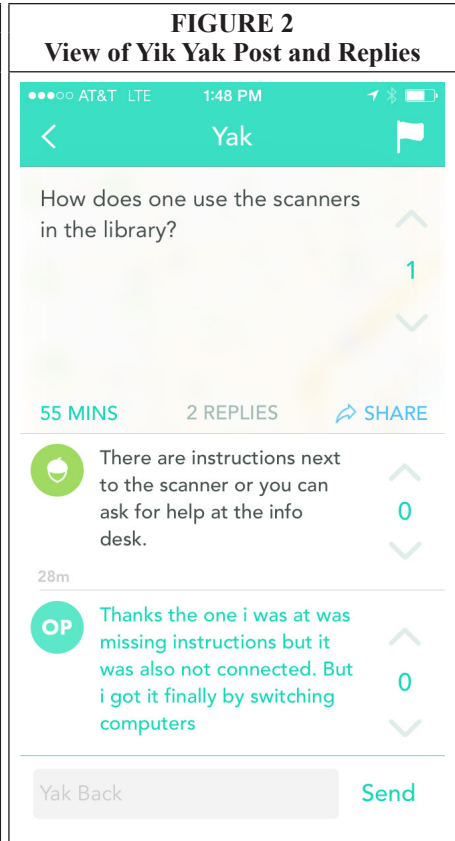 FIGURE 2
View of Yik Yak Post and Replies
AT&T LTE 1:48 PM
Yak
How does one use the scanners
in the library?
1
55 MINS 2 REPLIES SHARE
There are instructions next
to the scanner or you can
ask for help at the info
desk.
0
28m
OP
Thanks the one i was at was
missing instructions but it
was also not connected. But
i got it finally by switching
computers
0
Yak Back Send